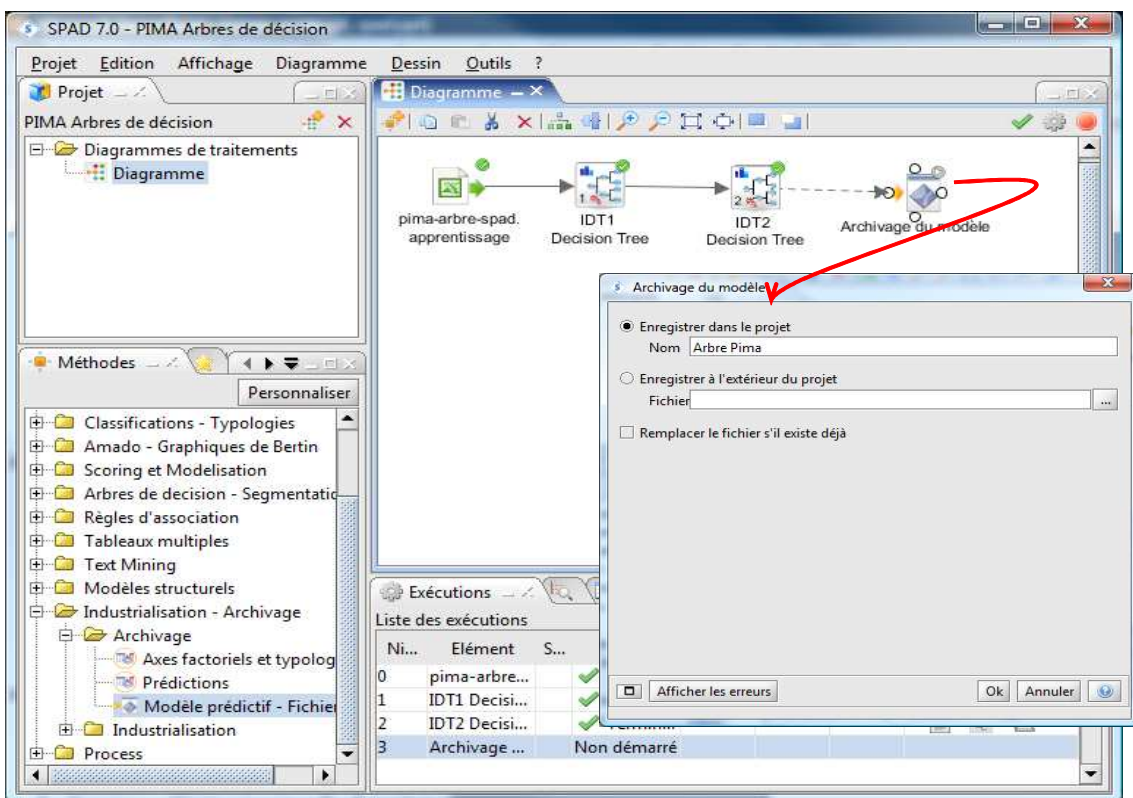 SPAD 7.0 - PIMA Arbres de décision
Projet Edition Affichage Diagramme Dessin Outils ?
Projet
PIMA Arbres de décision
Diagrammes de traitements
Diagramme
Diagramme
pima-arbre-spad.
apprentissage
1
IDT1
Decision Tree
2
IDT2
Decision Tree
Archivage du modèle
Méthodes
Personnaliser
Classifications - Typologies
Amado - Graphiques de Bertin
Scoring et Modelisation
Arbres de decision - Segmentatio
Règles d'association
Tableaux multiples
Text Mining
Modèles structurels
Industrialisation - Archivage
Archivage
Axes factoriels et typolog
Prédictions
Modèle prédictif - Fichier
Industrialisation
Process
Exécutions
Liste des exécutions
Ni... Elément S...
0 pima-arbre...
1 IDT1 Decisi...
2 IDT2 Decisi...
3 Archivage ... Non démarré
Archivage du modèle
Enregistrer dans le projet
Nom Arbre Pima
Enregistrer à l'extérieur du projet
Fichier ...
Remplacer le fichier s'il existe déjà
Afficher les erreurs Ok Annuler